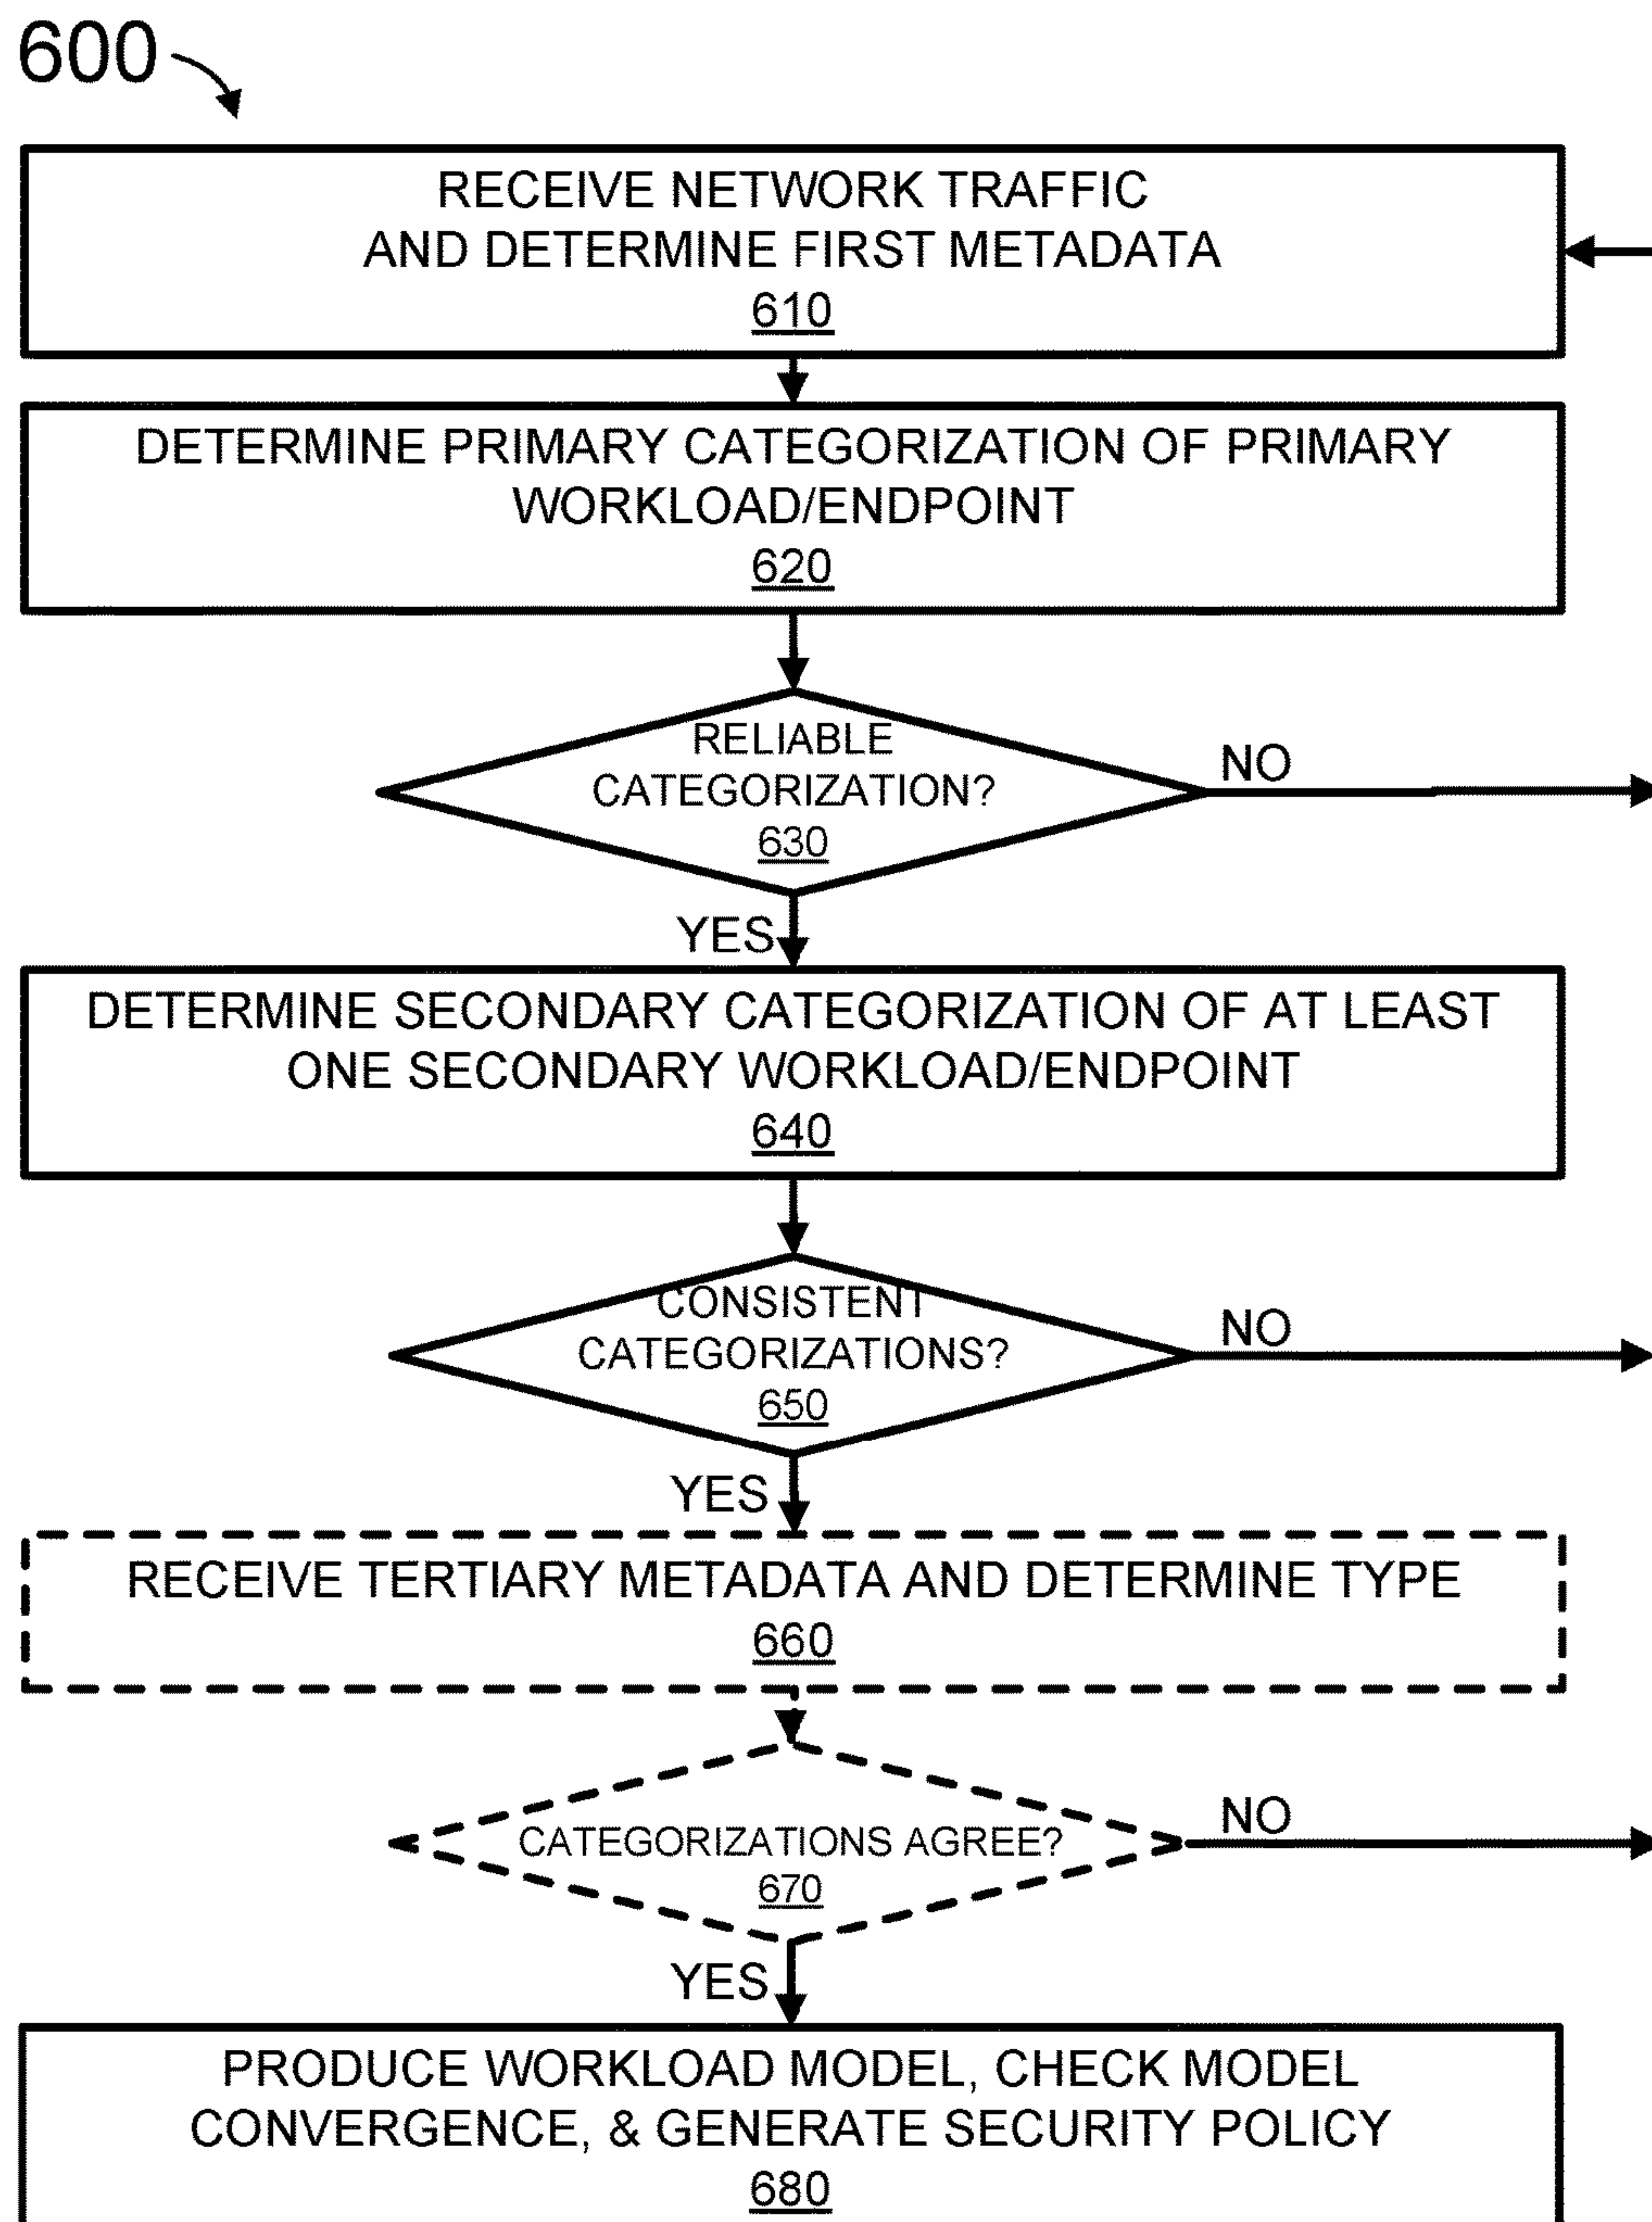 600
RECEIVE NETWORK TRAFFIC
AND DETERMINE FIRST METADATA
610
DETERMINE PRIMARY CATEGORIZATION OF PRIMARY
WORKLOAD/ENDPOINT
620
RELIABLE
CATEGORIZATION?
630
NO
YES
DETERMINE SECONDARY CATEGORIZATION OF AT LEAST
ONE SECONDARY WORKLOAD/ENDPOINT
640
CONSISTENT
CATEGORIZATIONS?
650
NO
YES
RECEIVE TERTIARY METADATA AND DETERMINE TYPE
660
CATEGORIZATIONS AGREE?
670
NO
YES
PRODUCE WORKLOAD MODEL, CHECK MODEL
CONVERGENCE, & GENERATE SECURITY POLICY
680